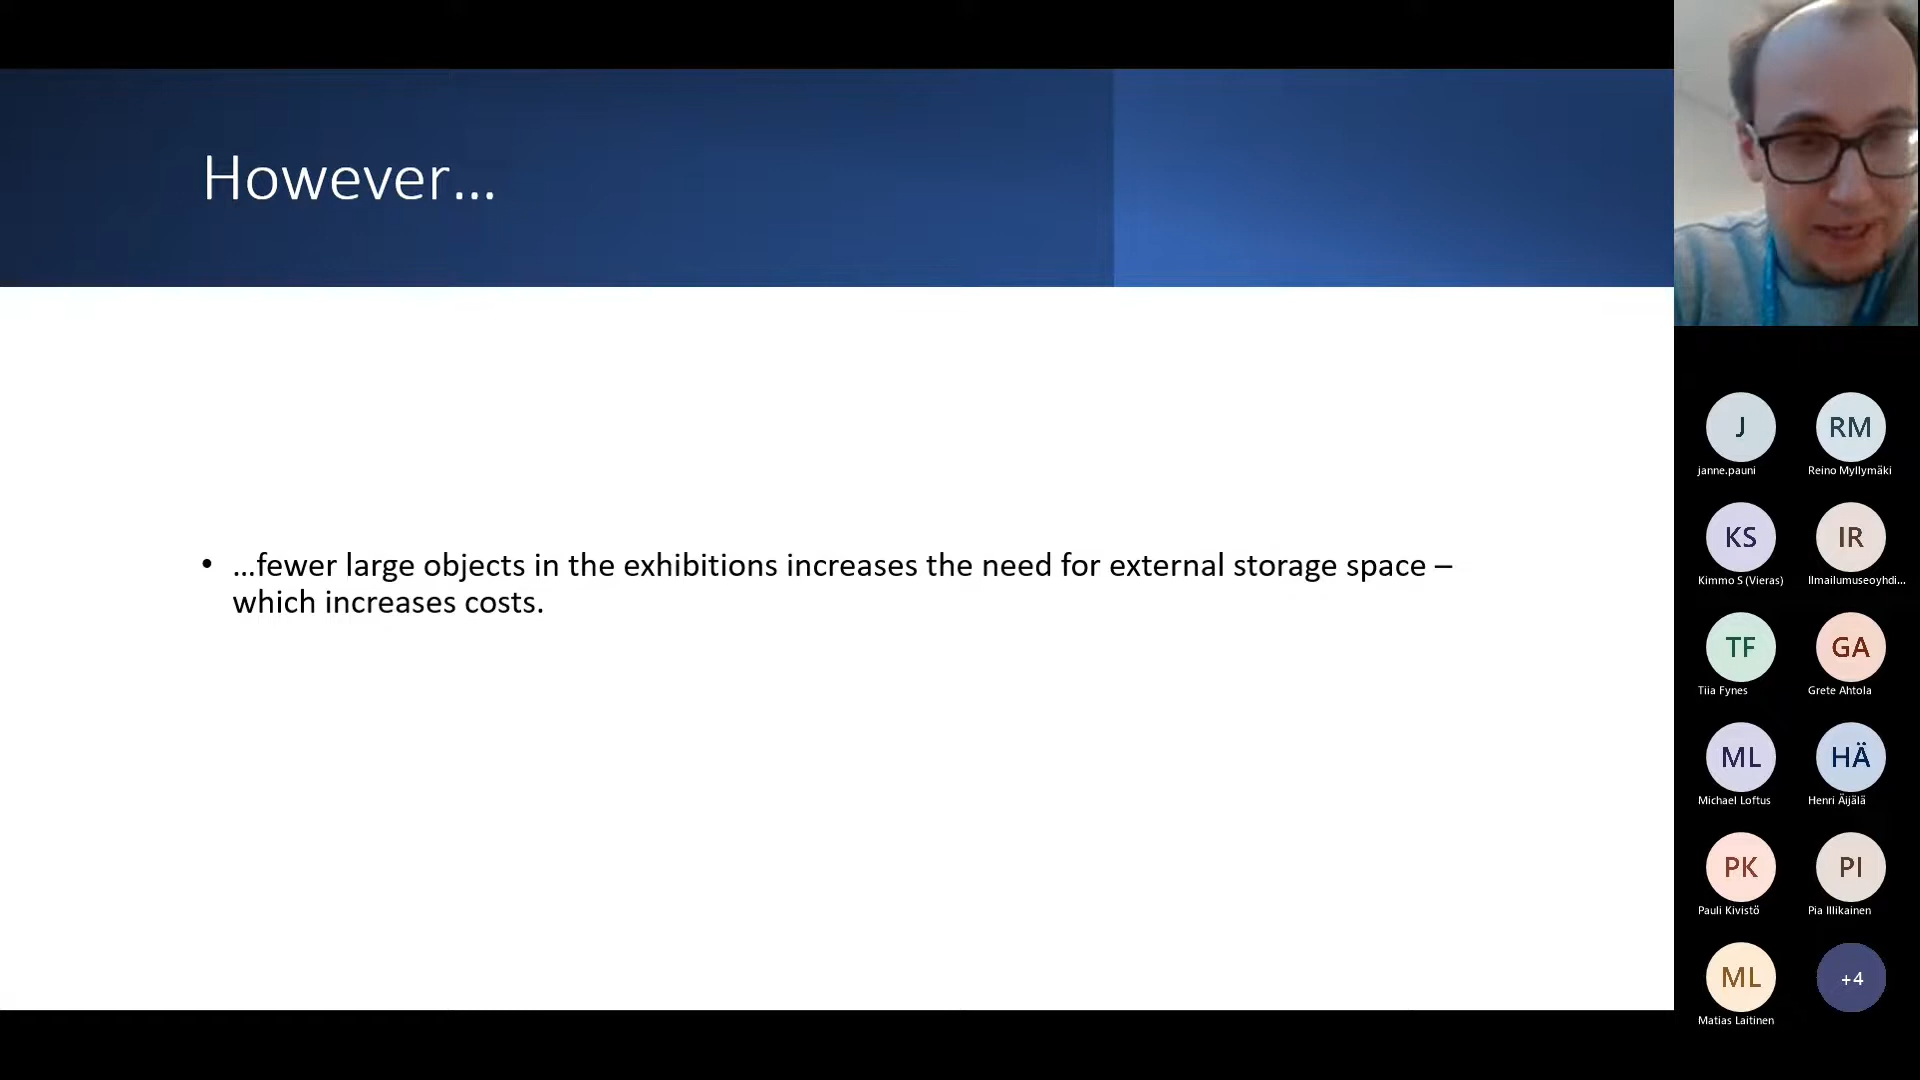 However...
• ...fewer large objects in the exhibitions increases the need for external storage space –
which increases costs.
J
janne.pauni
RM
Reino Myllymäki
KS
Kimmo S (Vieras)
IR
Ilmailumuseoyhdi...
TF
Tiia Fynes
GA
Grete Ahtola
ML
Michael Loftus
HÄ
Henri Äijälä
PK
Pauli Kivistö
PI
Pia Illikainen
ML
Matias Laitinen
+4